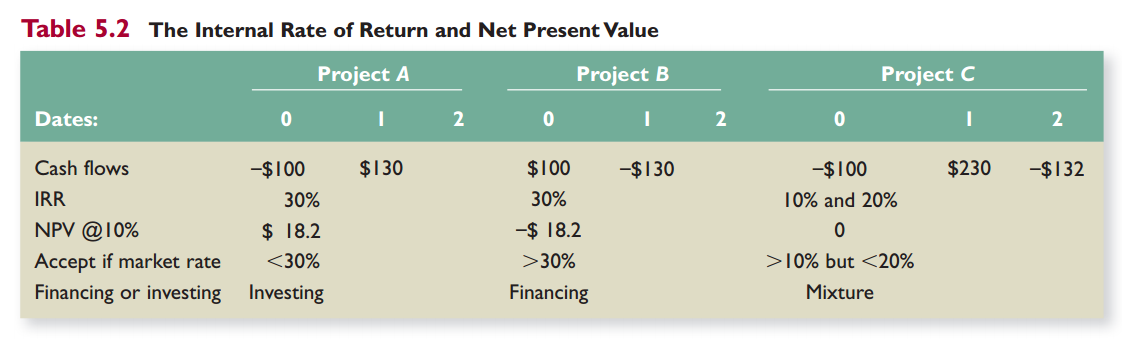 Table 5.2 The Internal Rate of Return and Net Present Value
Project A Project B Project C
Dates: 0 1 2 0 1 2 0 1 2
Cash flows –$100 $130 $100 –$130 –$100 $230 –$132
IRR 30% 30% 10% and 20%
NPV @10% $ 18.2 –$ 18.2 0
Accept if market rate <30% >30% >10% but <20%
Financing or investing Investing Financing Mixture